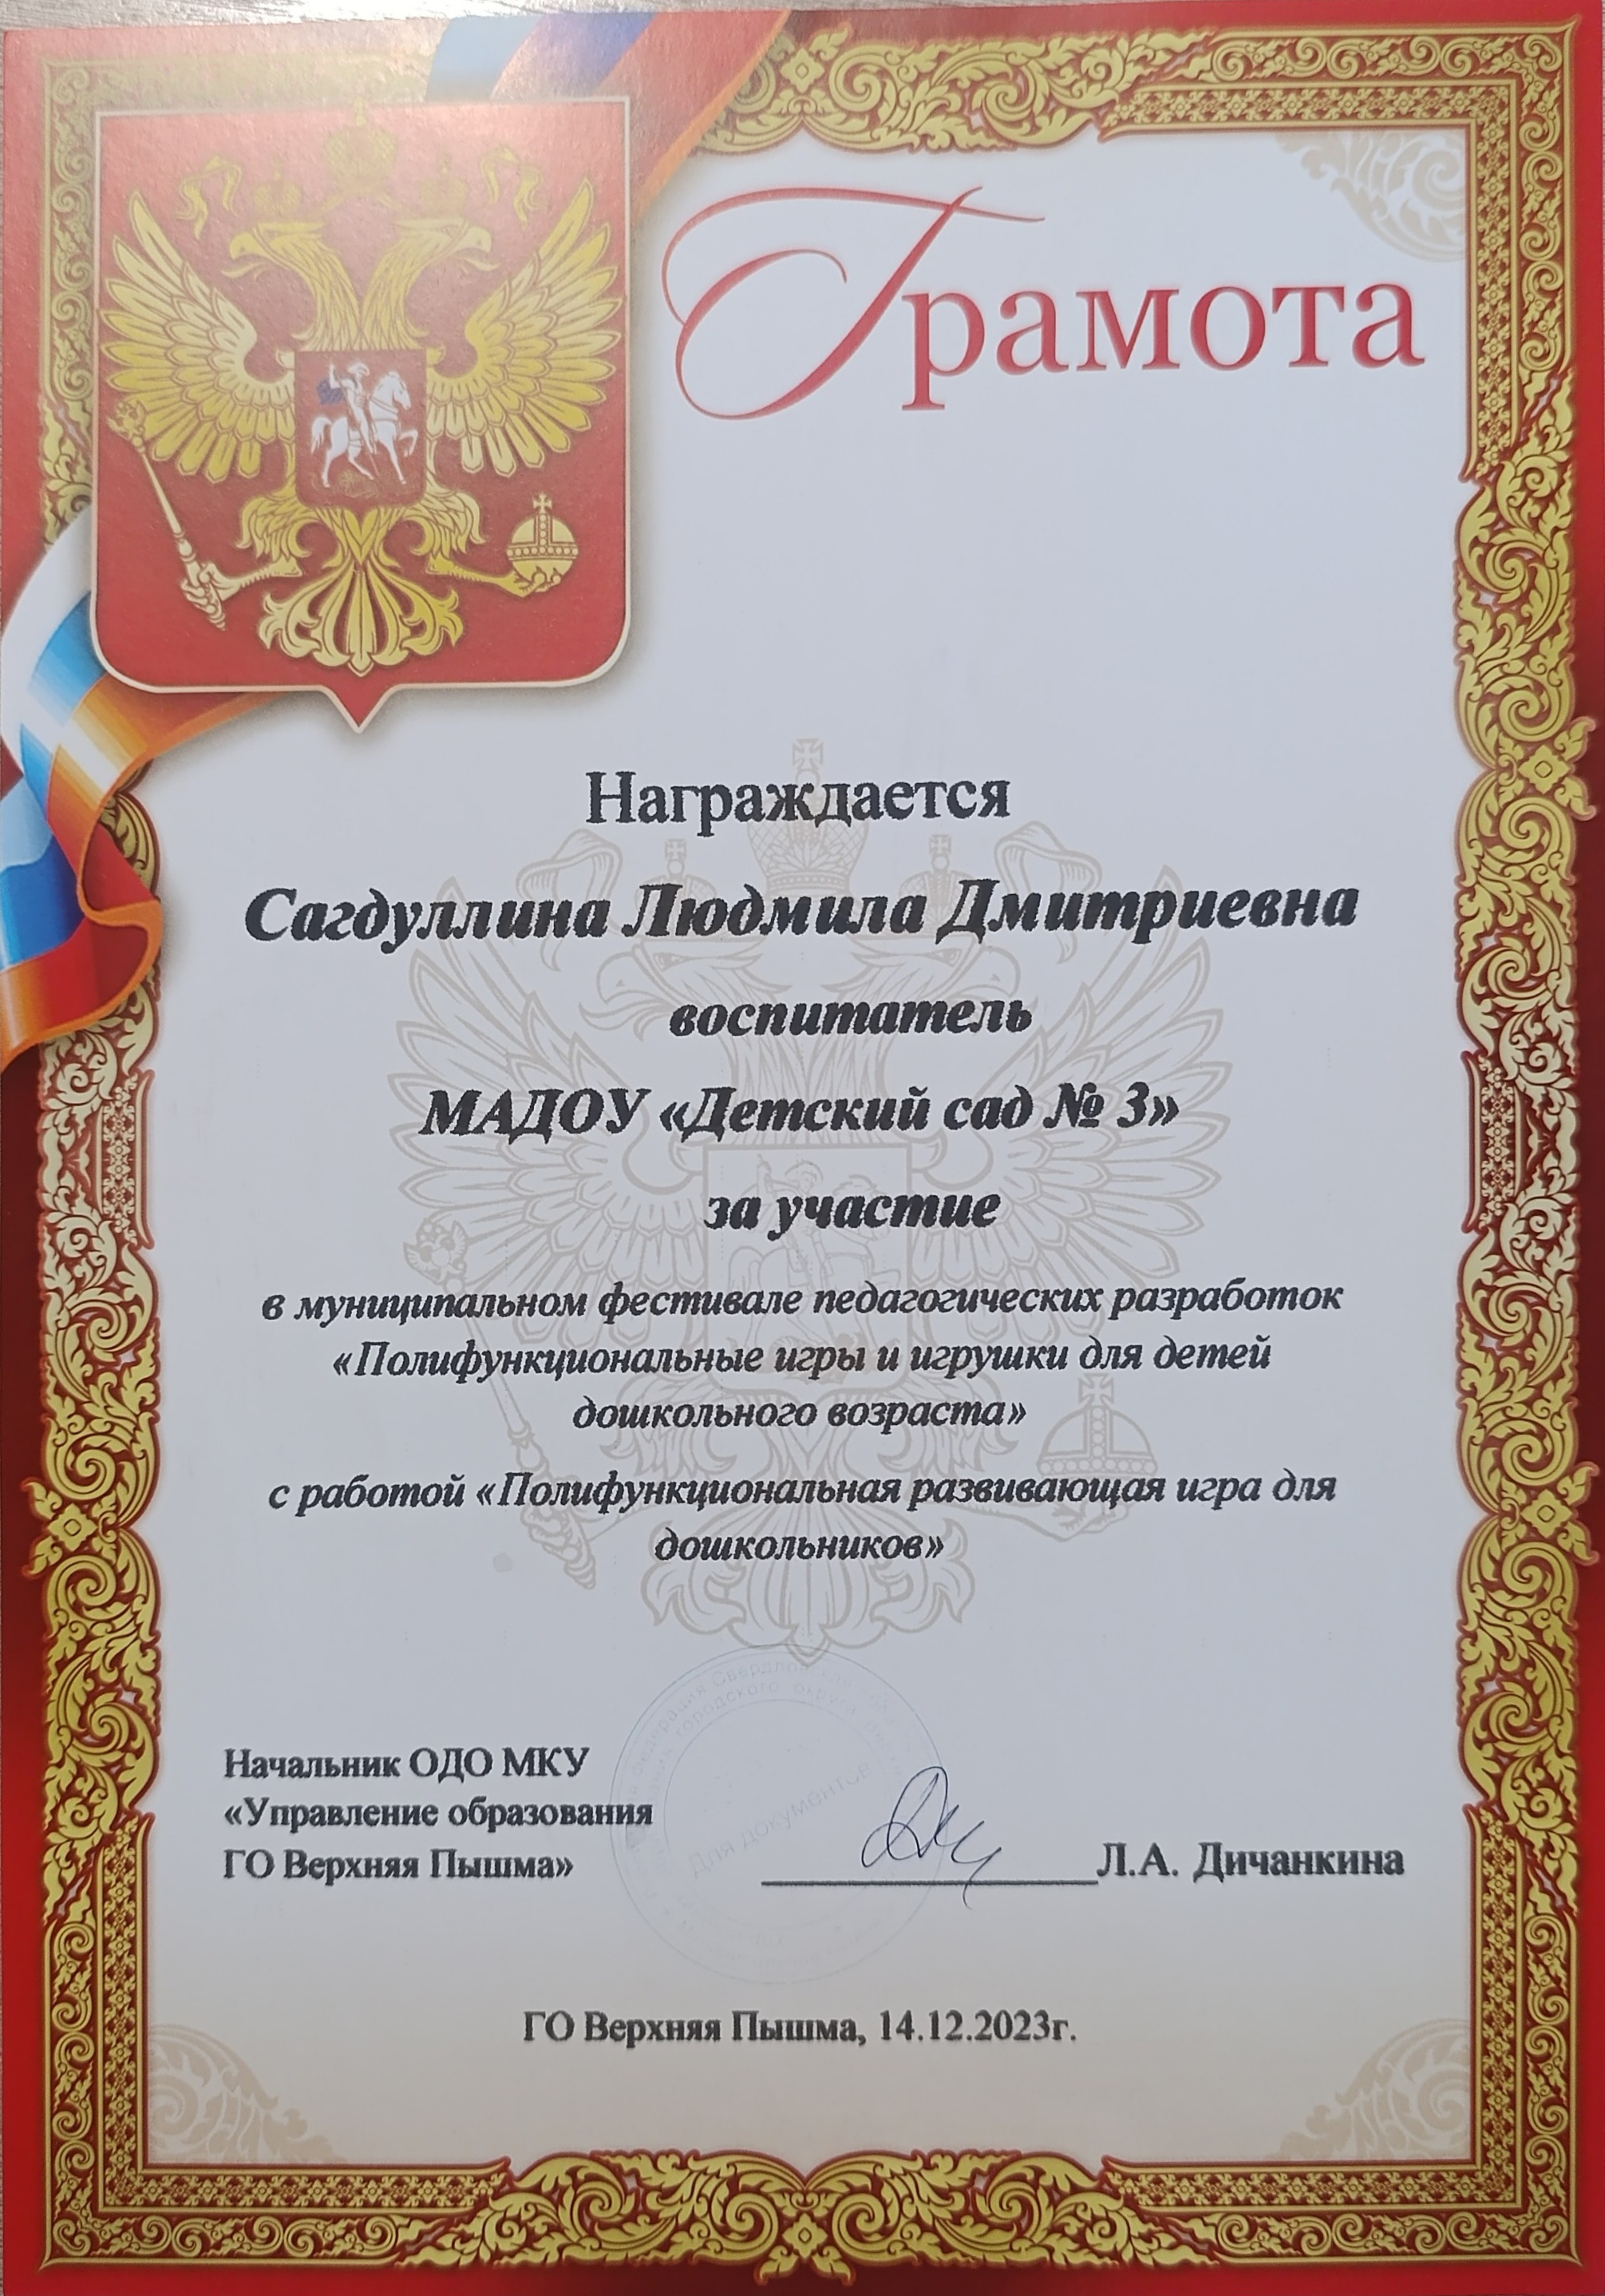 Грамота
Награждается
Сагдуллина Людмила Дмитриевна
воспитатель
МАДОУ «Детский сад № 3»
за участие
в муниципальном фестивале педагогических разработок
«Полифункциональные игры и игрушки для детей
дошкольного возраста»
с работой «Полифункциональная развивающая игра для
дошкольников»
Начальник ОДО МКУ
«Управление образования
ГО Верхняя Пышма»
Л.А. Дичанкина
Для документов
ГО Верхняя Пышма, 14.12.2023г.